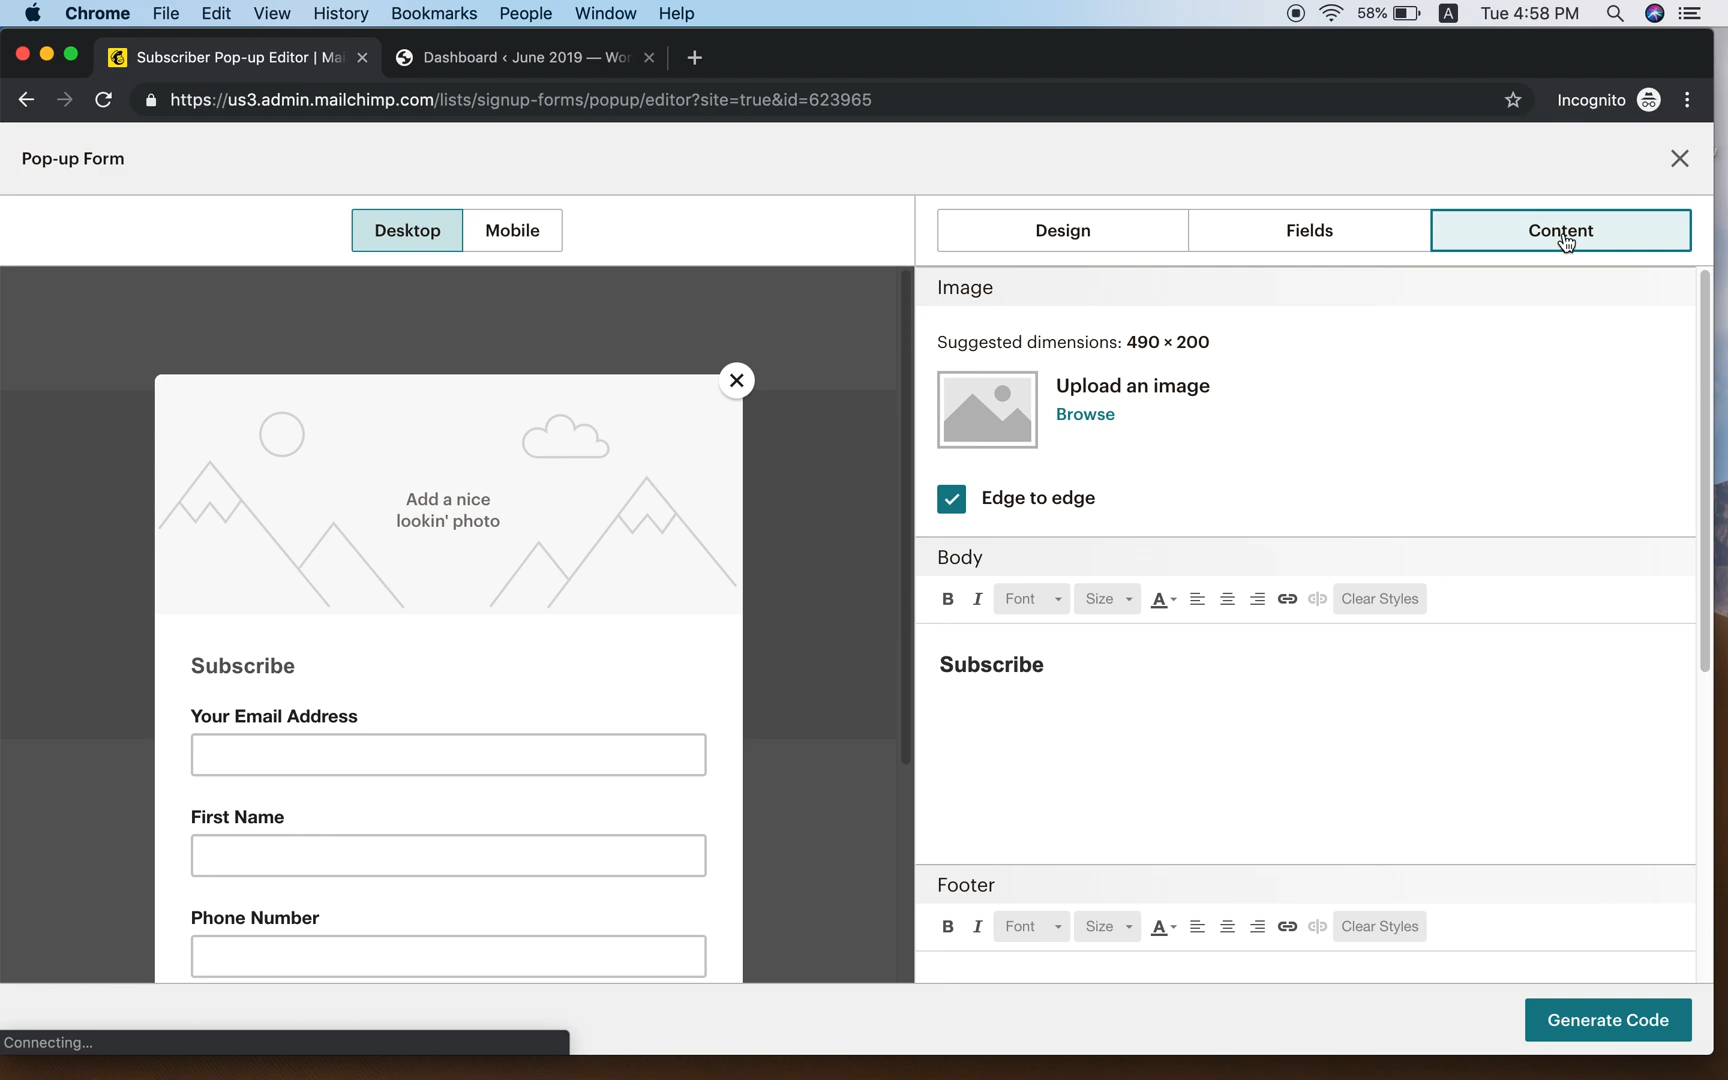 Chrome File Edit View History Bookmarks People Window Help 58% A Tue 4:58 PM
Subscriber Pop-up Editor | Mai Dashboard ‹ June 2019 — Wor
https://us3.admin.mailchimp.com/lists/signup-forms/popup/editor?site=true&id=623965 Incognito
Pop-up Form
Desktop Mobile
Design Fields Content
Image
Suggested dimensions: 490 × 200
Upload an image
Browse
Edge to edge
Body
B I Font Size A Clear Styles
Subscribe
Footer
B I Font Size A Clear Styles
Add a nice
lookin' photo
Subscribe
Your Email Address
First Name
Phone Number
Generate Code
Connecting...